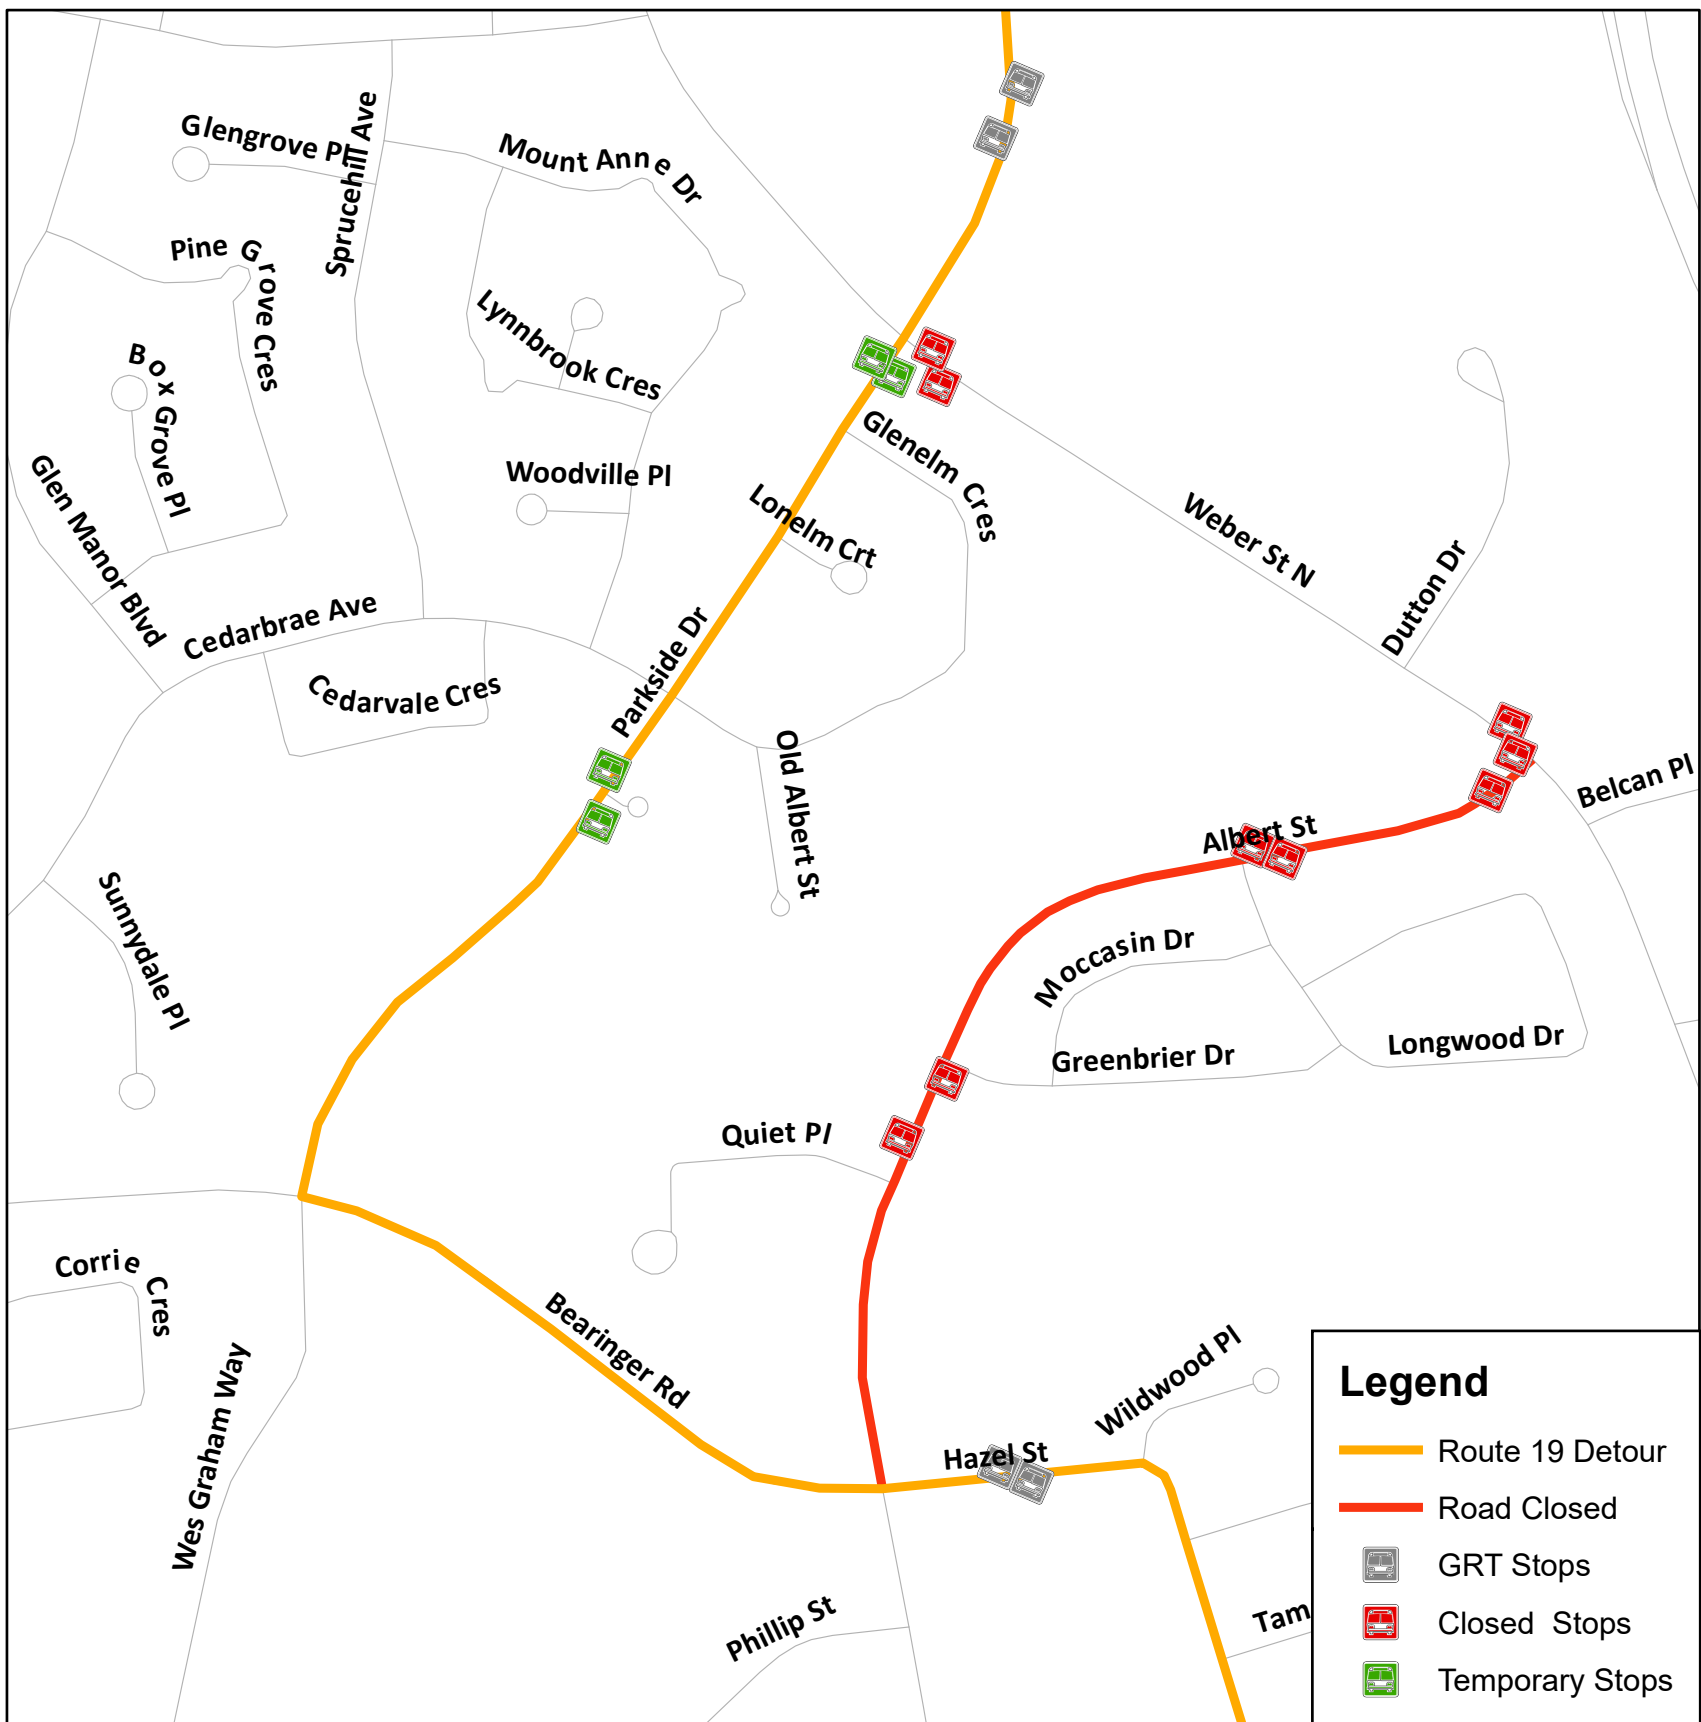 Glengrove Pl
Sprucehill Ave
Mount Anne Dr
Pine Grove Cres
Lynnbrook Cres
Box Grove Pl
Glenelm Cres
Glen Manor Blvd
Woodville Pl
Lonelm Crt
Weber St N
Dutton Dr
Cedarbrae Ave
Parkside Dr
Cedarvale Cres
Old Albert St
Belcan Pl
Albert St
Sunnydale Pl
Moccasin Dr
Greenbrier Dr
Longwood Dr
Quiet Pl
Corrie Cres
Bearinger Rd
Wildwood Pl
Wes Graham Way
Hazel St
Phillip St
Tam
Legend
Route 19 Detour
Road Closed
GRT Stops
Closed Stops
Temporary Stops